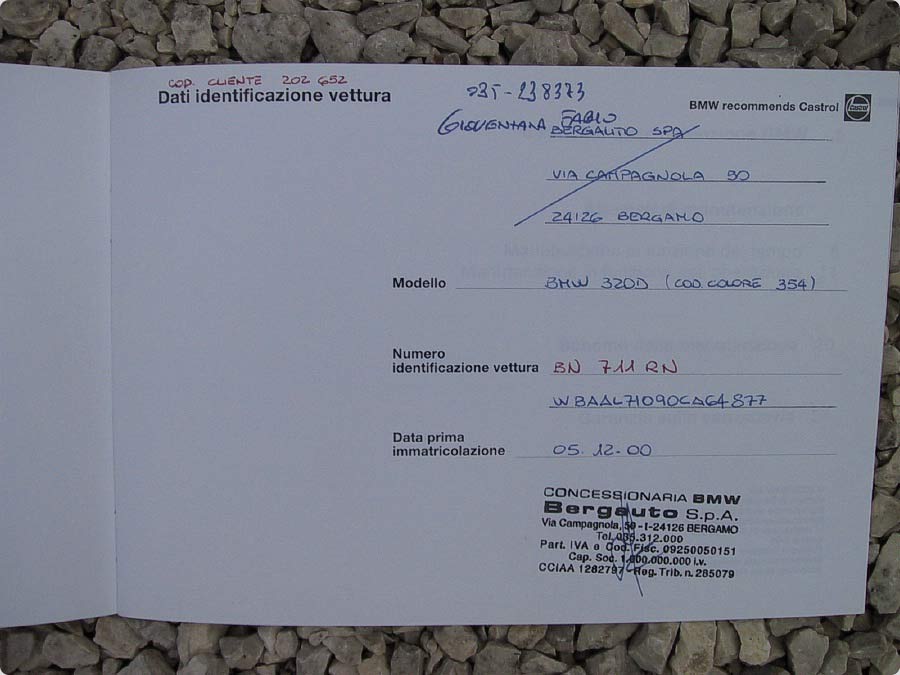 COD. CLIENTE 202 652
Dati identificazione vettura
035-238373
BMW recommends Castrol
Castrol
FABIO
BERGAUTO SPA
VIA CAMPAGNOLA 50
24126 BERGAMO
Modello BMW 320D (COD. COLORE 354)
Numero
identificazione vettura BN 711 RN
WBAAL71090CA64877
Data prima
immatricolazione 05.12.00
CONCESSIONARIA BMW
Bergauto S.p.A.
Via Campagnola, 50 - I-24126 BERGAMO
Tel. 035.312.000
Part. IVA e Cod. Fisc. 09250050151
Cap. Soc. 1.000.000.000 i.v.
CCIAA 1282797 - Reg. Trib. n. 285079